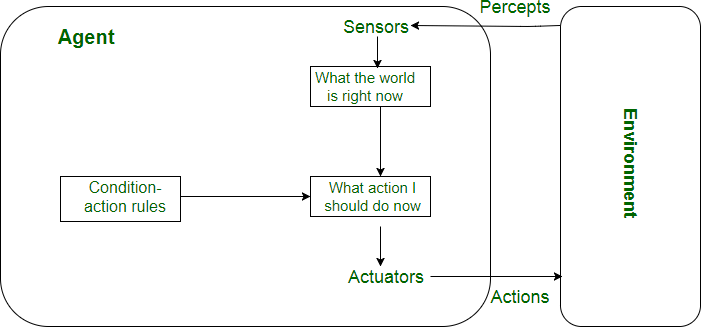 Percepts
Agent
Sensors
What the world
is right now
Environment
Condition-
action rules
What action I
should do now
Actuators
Actions